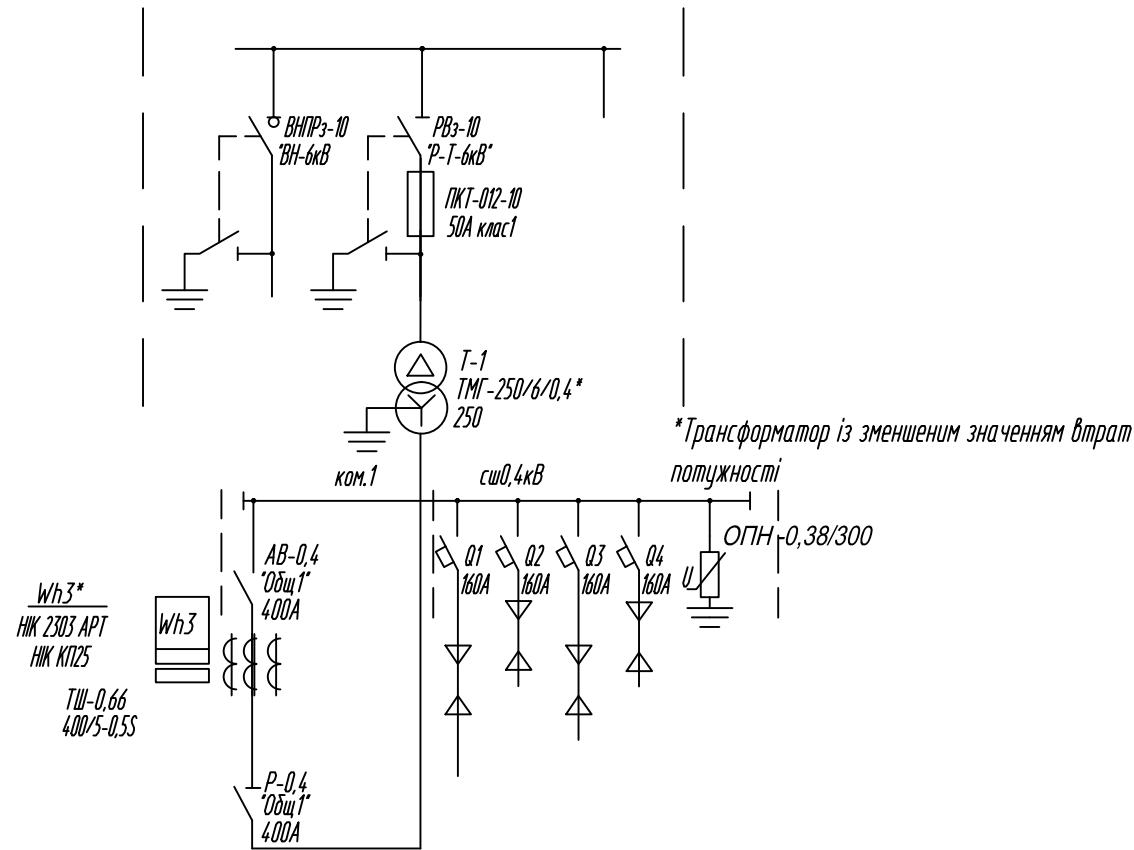 ВНПРз-10
"ВН-6кВ
РВз-10
"Р-Т-6кВ"
ПКТ-012-10
50А клас1
Т-1
ТМГ-250/6/0,4*
250
*Трансформатор із зменшеним значенням втрат
потужності
ком.1
сш0,4кВ
ОПН-0,38/300
U
АВ-0,4
"Общ1"
400А
Q1
160А
Q2
160А
Q3
160А
Q4
160А
Wh3*
НІК 2303 АРТ
НІК КП25
Wh3
ТШ-0,66
400/5-0,5S
Р-0,4
"Общ1"
400А